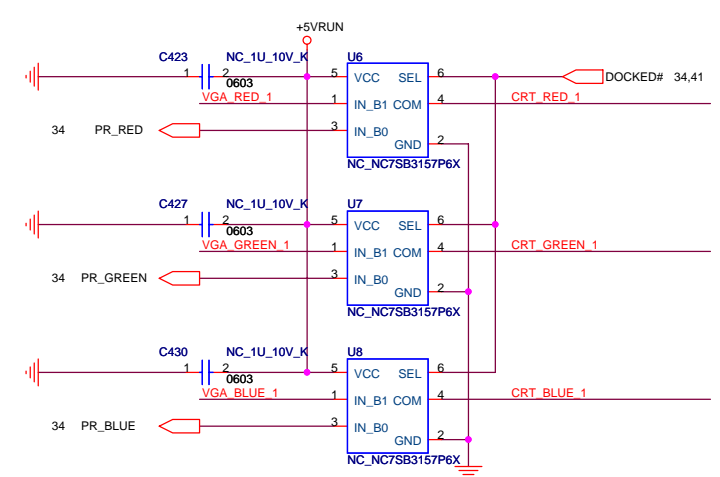 +5VRUN
C423 NC_1U_10V_K U6
1 2 5 VCC SEL 6 DOCKED# 34,41
0603
VGA_RED_1 1 IN_B1 COM 4 CRT_RED_1
34 PR_RED 3 IN_B0
GND 2
NC_NC7SB3157P6X
C427 NC_1U_10V_K U7
1 2 5 VCC SEL 6
0603
VGA_GREEN_1 1 IN_B1 COM 4 CRT_GREEN_1
34 PR_GREEN 3 IN_B0
GND 2
NC_NC7SB3157P6X
C430 NC_1U_10V_K U8
1 2 5 VCC SEL 6
0603
VGA_BLUE_1 1 IN_B1 COM 4 CRT_BLUE_1
34 PR_BLUE 3 IN_B0
GND 2
NC_NC7SB3157P6X